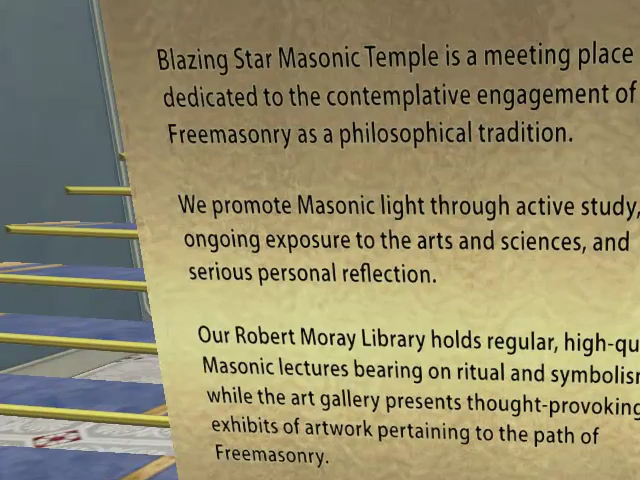 Blazing Star Masonic Temple is a meeting place
dedicated to the contemplative engagement of
Freemasonry as a philosophical tradition.
We promote Masonic light through active study,
ongoing exposure to the arts and sciences, and
serious personal reflection.
Our Robert Moray Library holds regular, high-qu
Masonic lectures bearing on ritual and symbolis
while the art gallery presents thought-provoking
exhibits of artwork pertaining to the path of
Freemasonry.